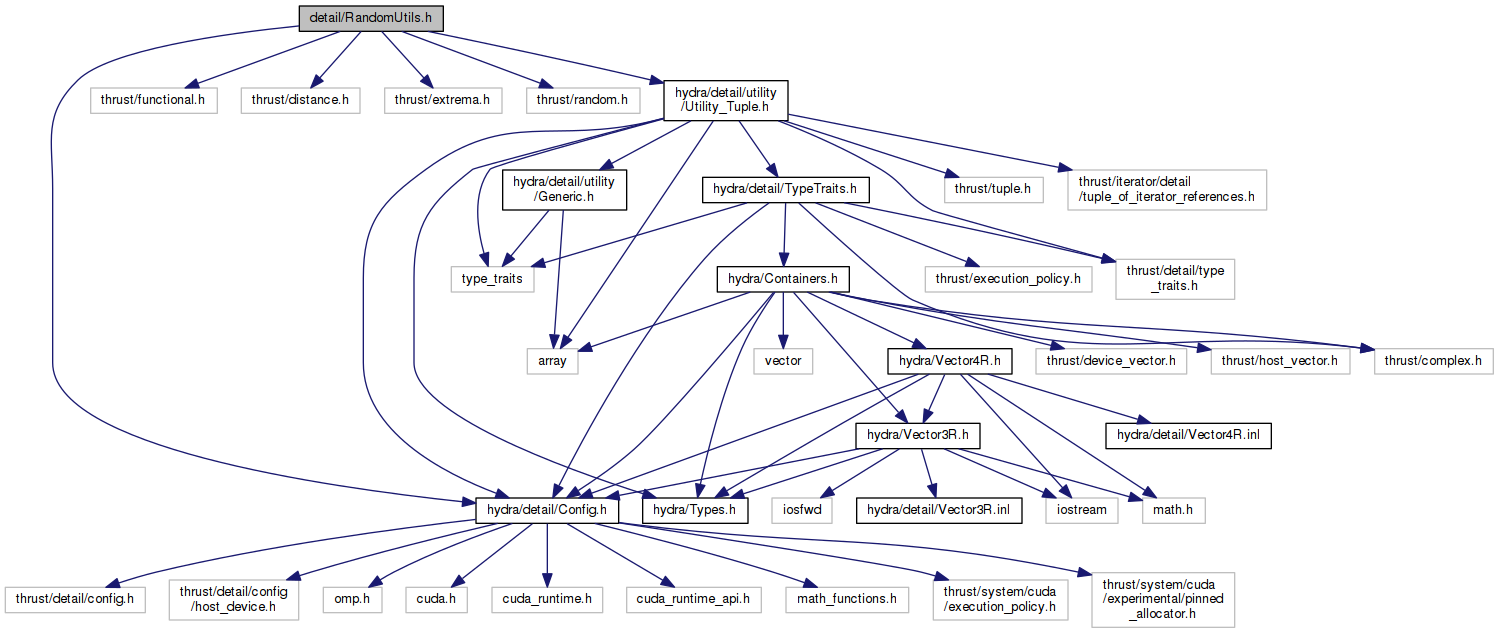 detail/RandomUtils.h
thrust/functional.h
thrust/distance.h
thrust/extrema.h
thrust/random.h
hydra/detail/utility
/Utility_Tuple.h
hydra/detail/utility
/Generic.h
hydra/detail/TypeTraits.h
thrust/tuple.h
thrust/iterator/detail
/tuple_of_iterator_references.h
type_traits
hydra/Containers.h
thrust/execution_policy.h
thrust/detail/type
_traits.h
array
vector
hydra/Vector4R.h
thrust/device_vector.h
thrust/host_vector.h
thrust/complex.h
hydra/Vector3R.h
hydra/detail/Vector4R.inl
hydra/detail/Config.h
hydra/Types.h
iosfwd
hydra/detail/Vector3R.inl
iostream
math.h
thrust/detail/config.h
thrust/detail/config
/host_device.h
omp.h
cuda.h
cuda_runtime.h
cuda_runtime_api.h
math_functions.h
thrust/system/cuda
/execution_policy.h
thrust/system/cuda
/experimental/pinned
_allocator.h